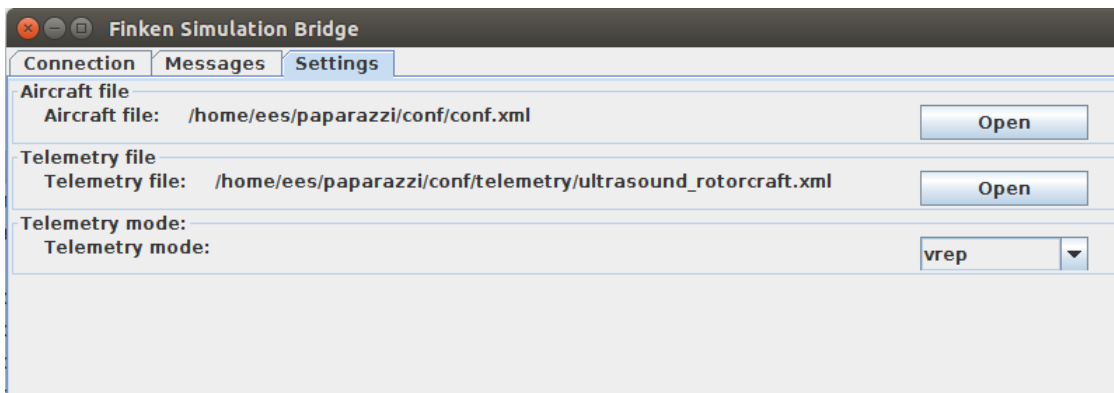 Finken Simulation Bridge
Connection Messages Settings
Aircraft file
Aircraft file: /home/ees/paparazzi/conf/conf.xml Open
Telemetry file
Telemetry file: /home/ees/paparazzi/conf/telemetry/ultrasound_rotorcraft.xml Open
Telemetry mode:
Telemetry mode: vrep